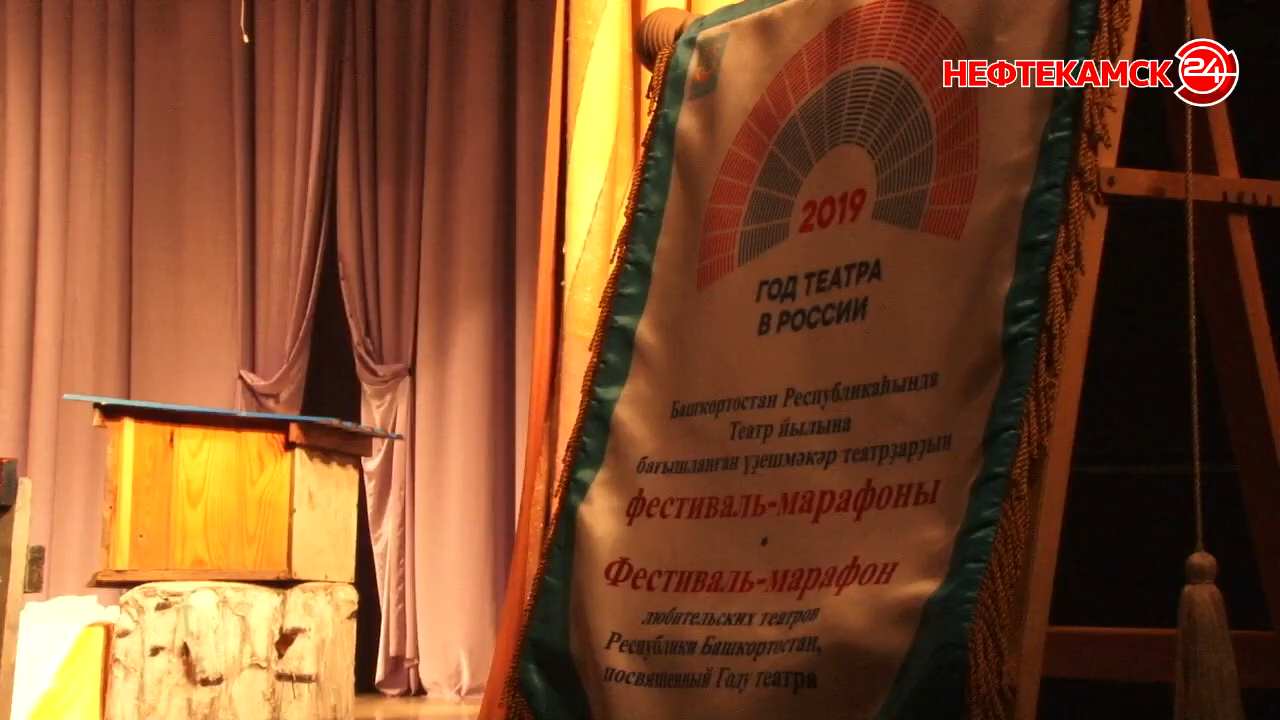 НЕФТЕКАМСК 24
2019
ГОД ТЕАТРА
В РОССИИ
Башҡортостан Республикаһында
Театр йылына
бағышланған үҙешмәкәр театрҙарҙың
фестиваль-марафоны
•
Фестиваль-марафон
любительских театров
Республики Башкортостан,
посвященный Году театра